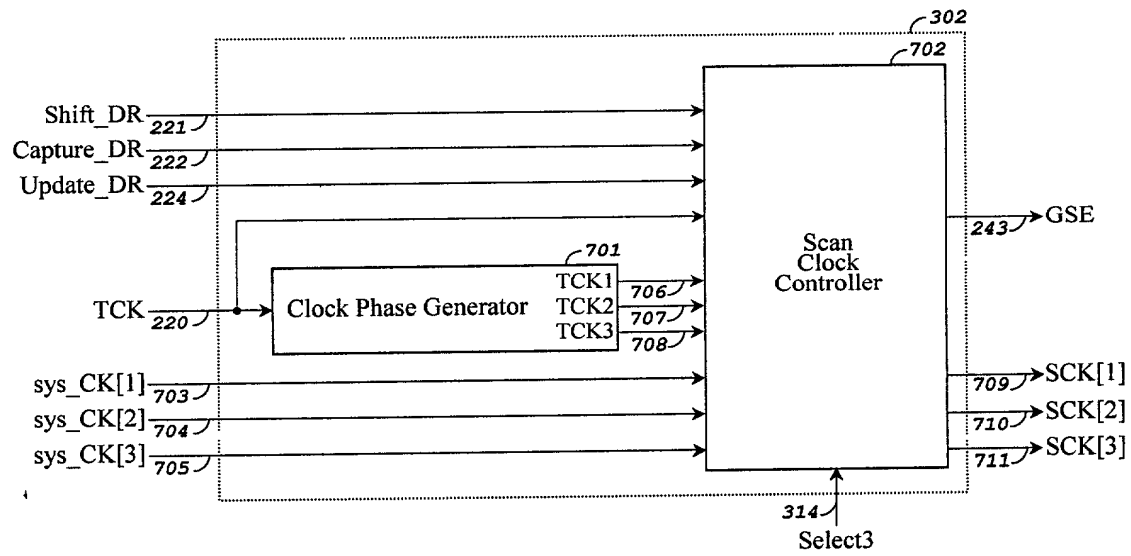 302
702
Shift_DR
221
Capture_DR
222
Update_DR
224
GSE
243
Scan
Clock
Controller
701
TCK
220
Clock Phase Generator
TCK1
706
TCK2
707
TCK3
708
sys_CK[1]
703
sys_CK[2]
704
sys_CK[3]
705
SCK[1]
709
SCK[2]
710
SCK[3]
711
314
Select3